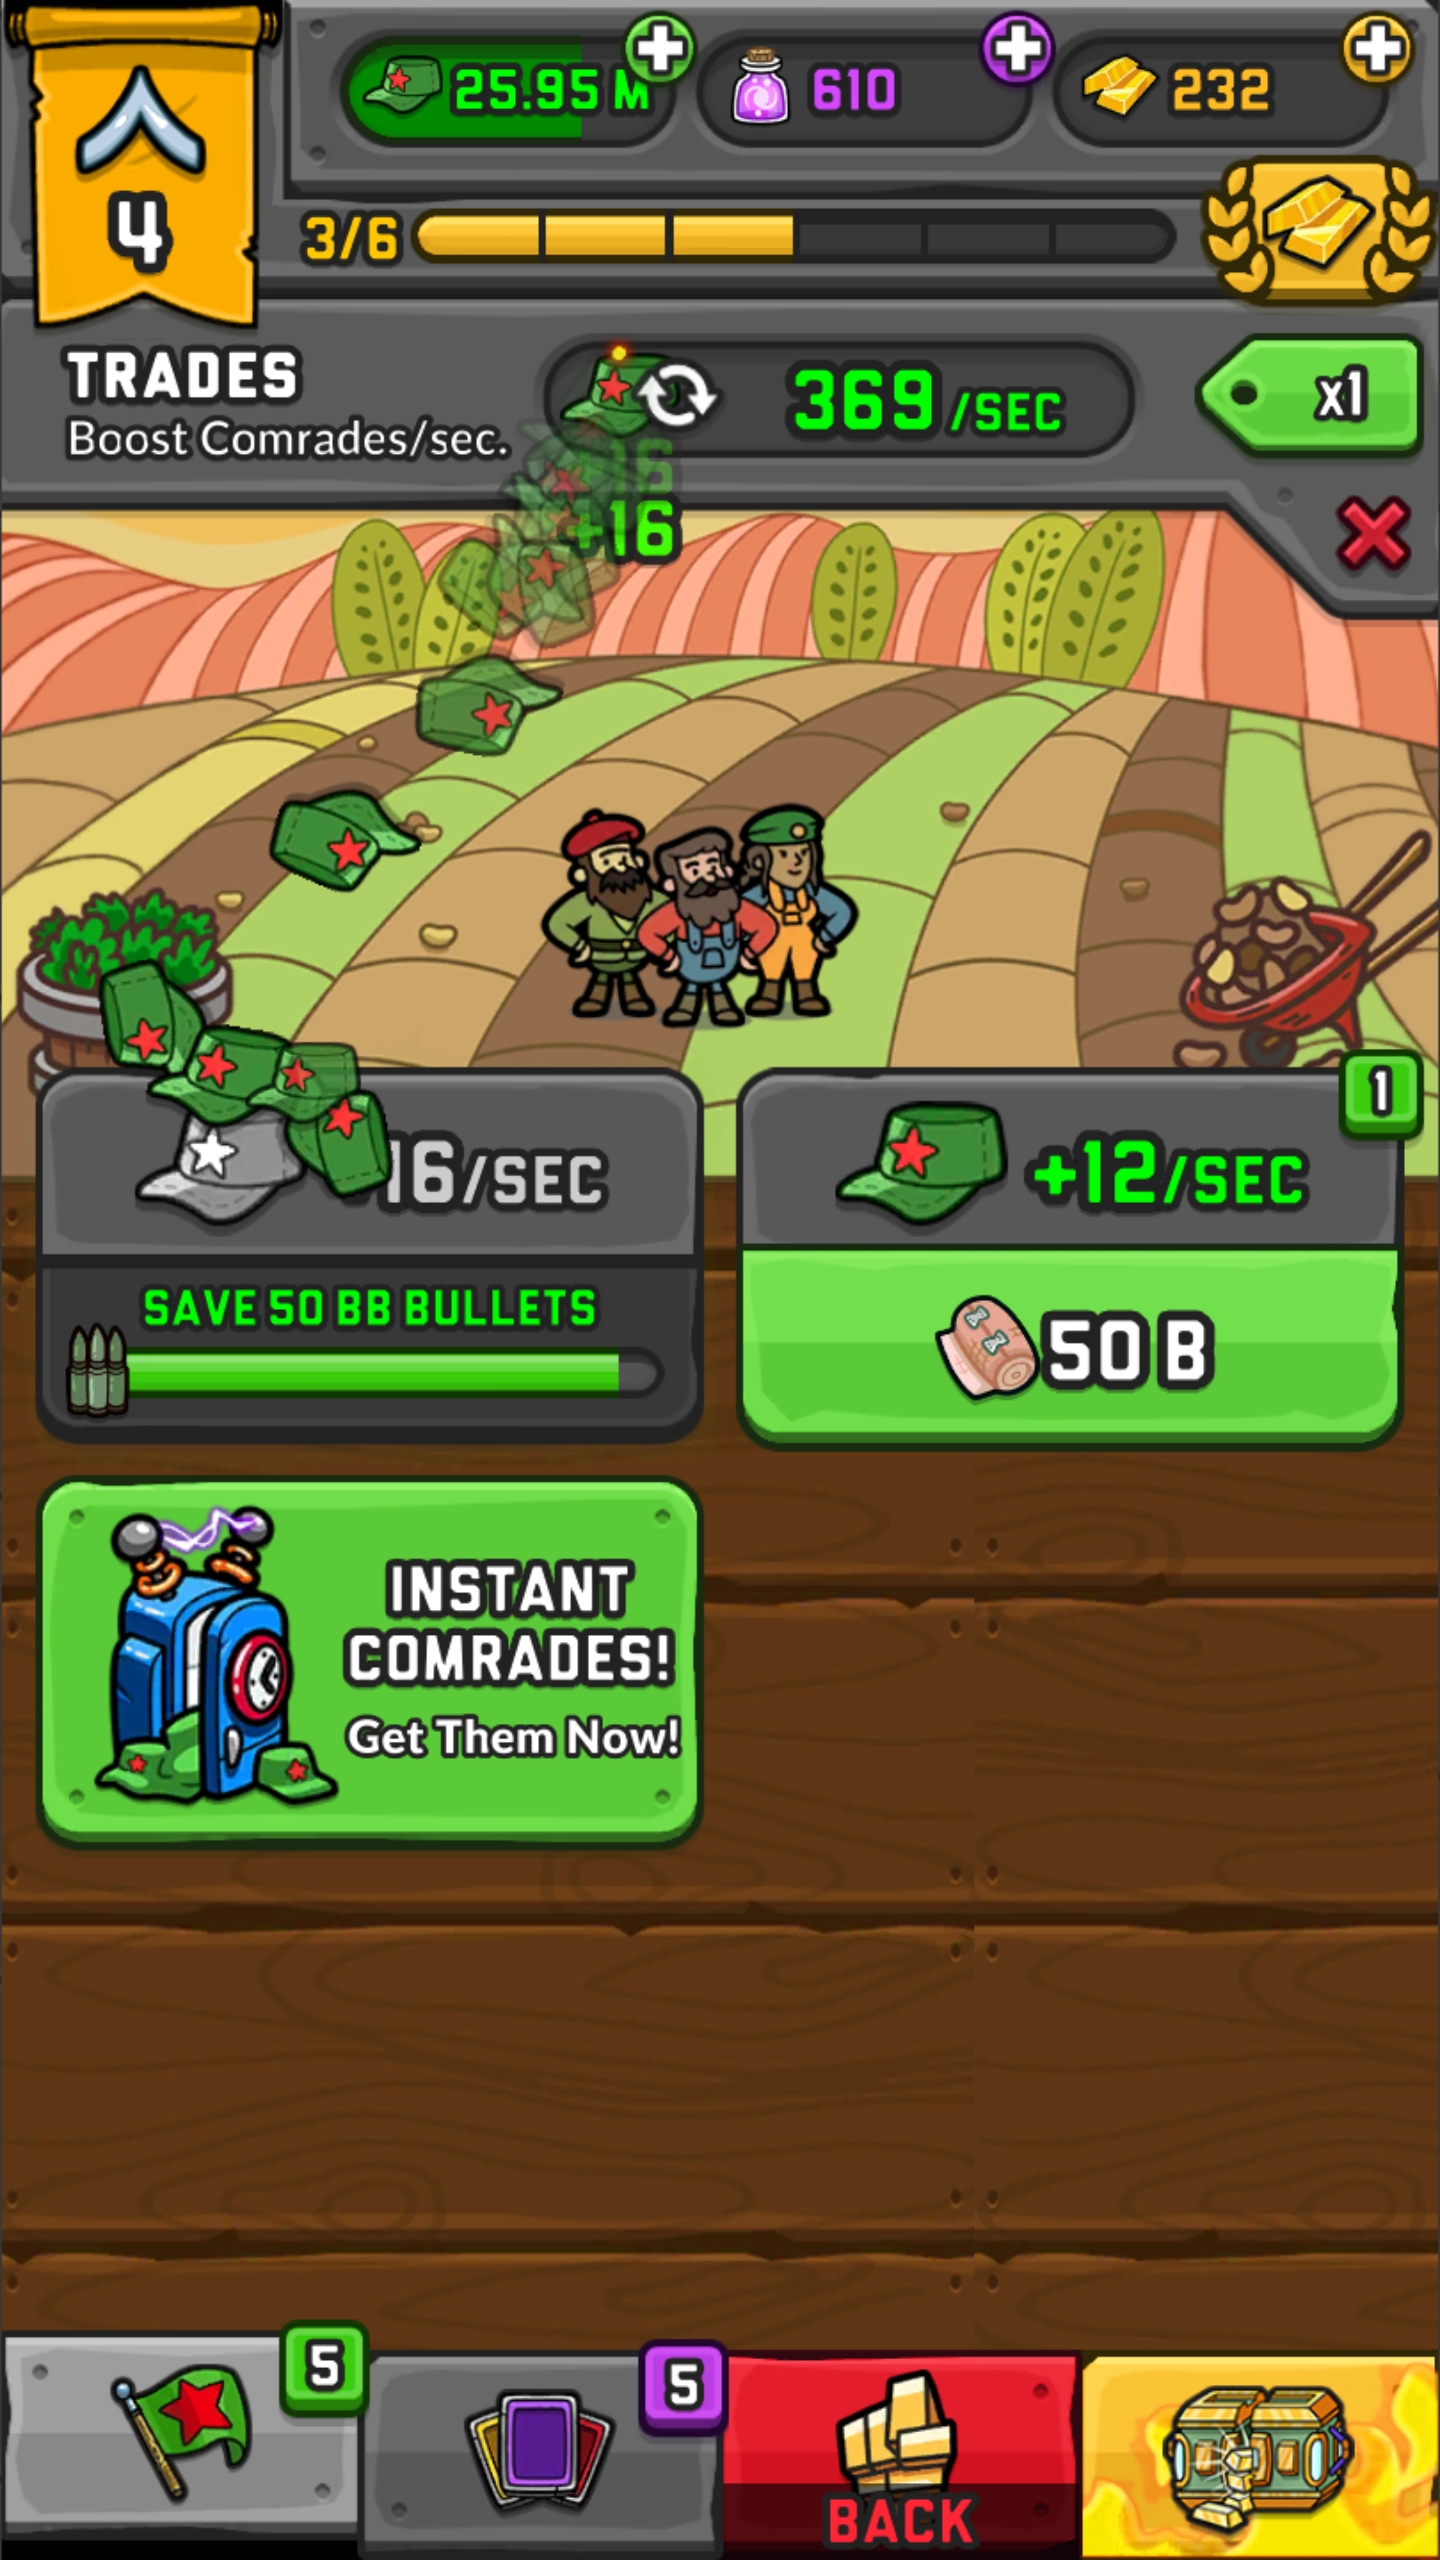 25.95 M
610
232
4
3/6
TRADES
Boost Comrades/sec.
369 /SEC
x1
16
+16
16/SEC
1
+12/SEC
SAVE 50 BB BULLETS
50 B
INSTANT
COMRADES!
Get Them Now!
5
5
BACK